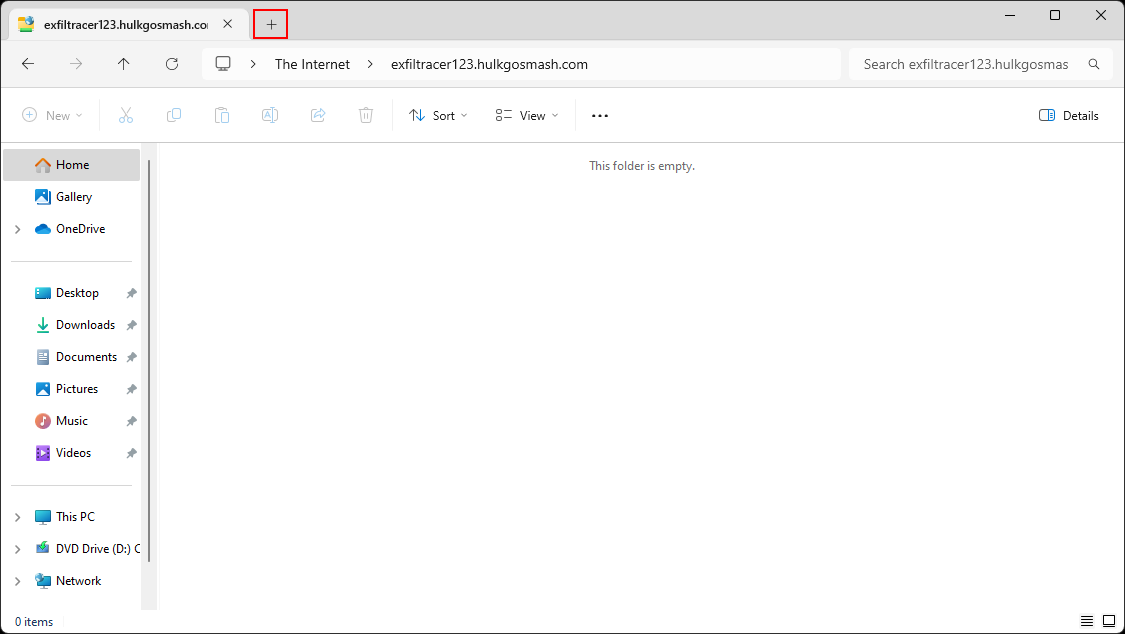 exfiltracer123.hulkgosmash.co
The Internet
exfiltracer123.hulkgosmash.com
Search exfiltracer123.hulkgosmash
New
Sort
View
Details
Home
Gallery
OneDrive
Desktop
Downloads
Documents
Pictures
Music
Videos
This PC
DVD Drive (D:) C
Network
This folder is empty.
0 items